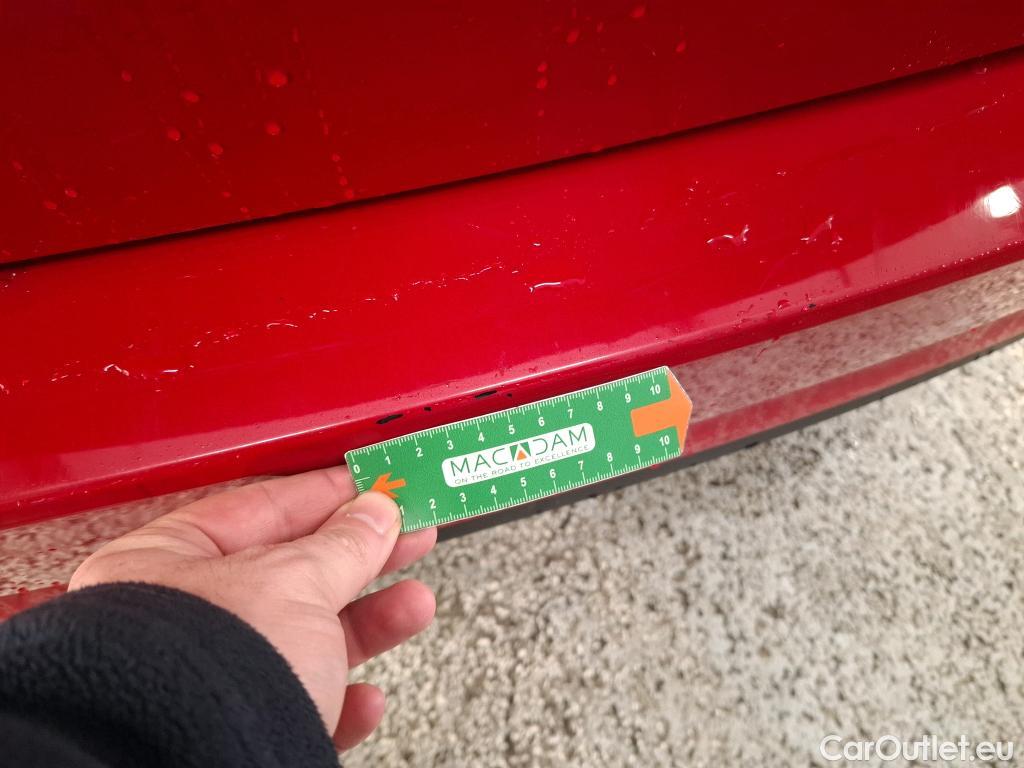 0 1 2 3 4 5 6 7 8 9 10
MACADAM
ON THE ROAD TO EXCELLENCE
1 2 3 4 5 6 7 8 9 10
CarOutlet.eu